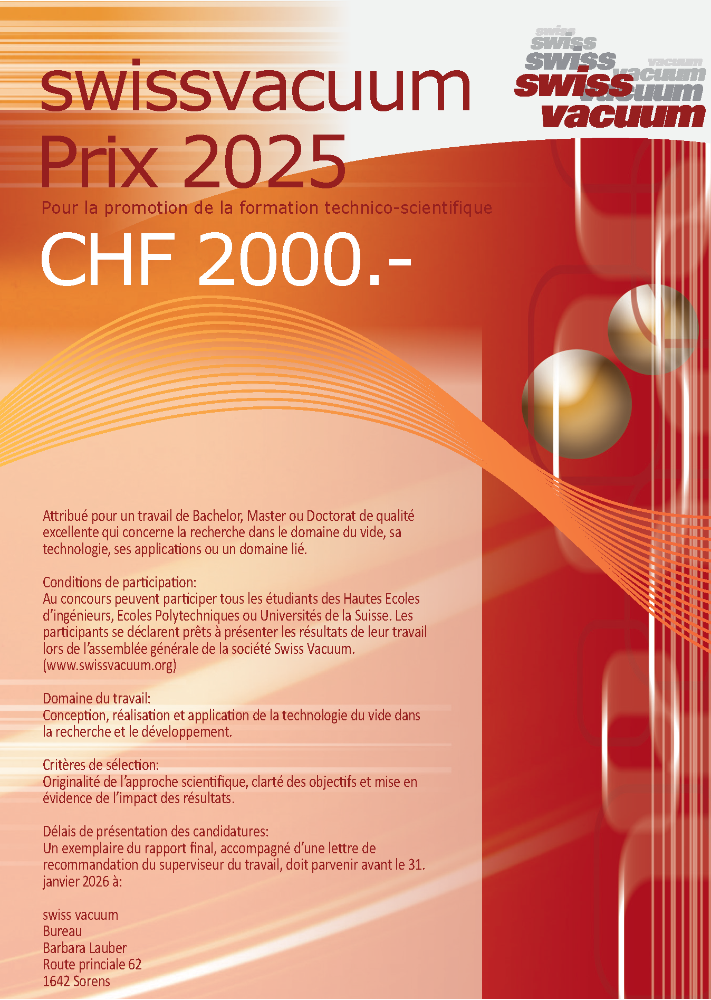 swiss
swiss
swiss
swiss
vacuum
vacuum
vacuum
vacuum
swissvacuum
Prix 2025
Pour la promotion de la formation technico-scientifique
CHF 2000.-
Attribué pour un travail de Bachelor, Master ou Doctorat de qualité
excellente qui concerne la recherche dans le domaine du vide, sa
technologie, ses applications ou un domaine lié.
Conditions de participation:
Au concours peuvent participer tous les étudiants des Hautes Ecoles
d’ingénieurs, Ecoles Polytechniques ou Universités de la Suisse. Les
participants se déclarent prêts à présenter les résultats de leur travail
lors de l’assemblée générale de la société Swiss Vacuum.
(www.swissvacuum.org)
Domaine du travail:
Conception, réalisation et application de la technologie du vide dans
la recherche et le développement.
Critères de sélection:
Originalité de l’approche scientifique, clarté des objectifs et mise en
évidence de l’impact des résultats.
Délais de présentation des candidatures:
Un exemplaire du rapport final, accompagné d’une lettre de
recommandation du superviseur du travail, doit parvenir avant le 31.
janvier 2026 à:
swiss vacuum
Bureau
Barbara Lauber
Route princiale 62
1642 Sorens